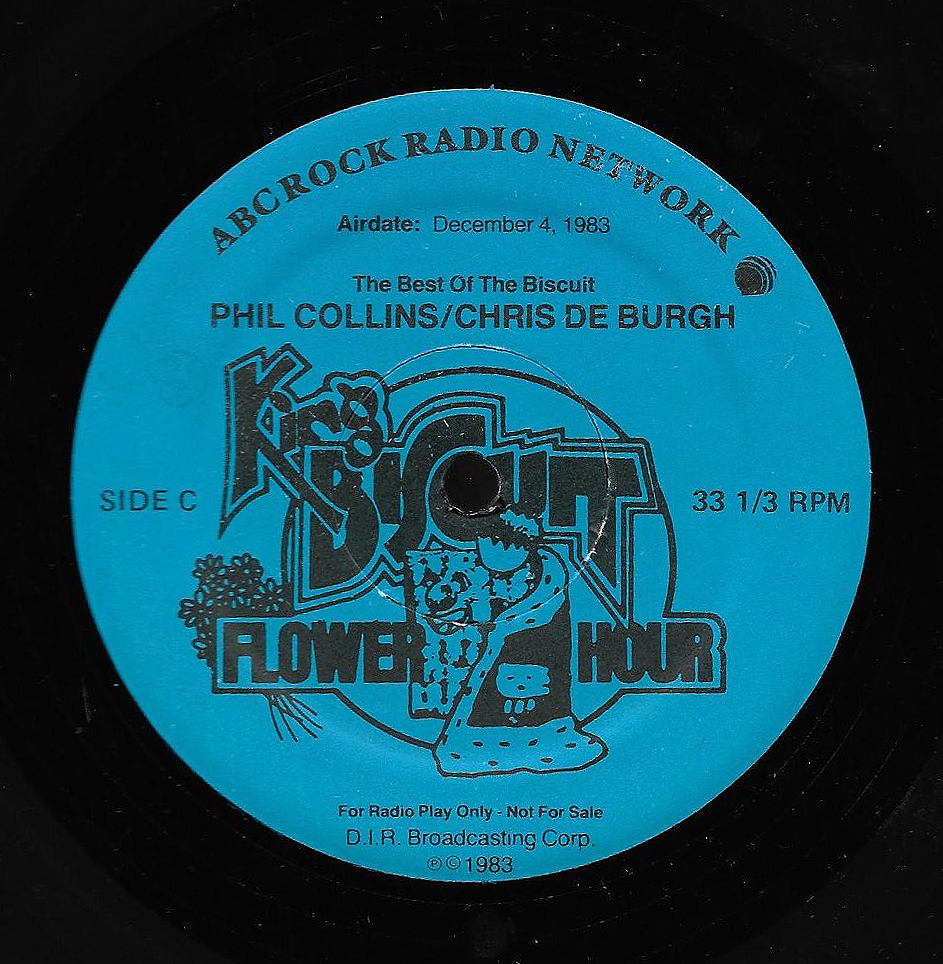 ABC ROCK RADIO NETWORK
Airdate: December 4, 1983
The Best Of The Biscuit
PHIL COLLINS/CHRIS DE BURGH
KING
BISCUIT
SIDE C
33 1/3 RPM
FLOWER HOUR
For Radio Play Only - Not For Sale
D.I.R. Broadcasting Corp.
℗©1983